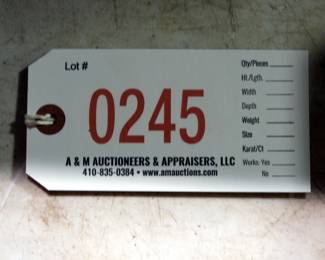 Lot #
0245
A & M AUCTIONEERS & APPRAISERS, LLC
410-835-0384 • www.amauctions.com
Qty/Pieces
Ht./Lgth.
Width
Depth
Weight
Size
Karat/Ct
Works: Yes
No